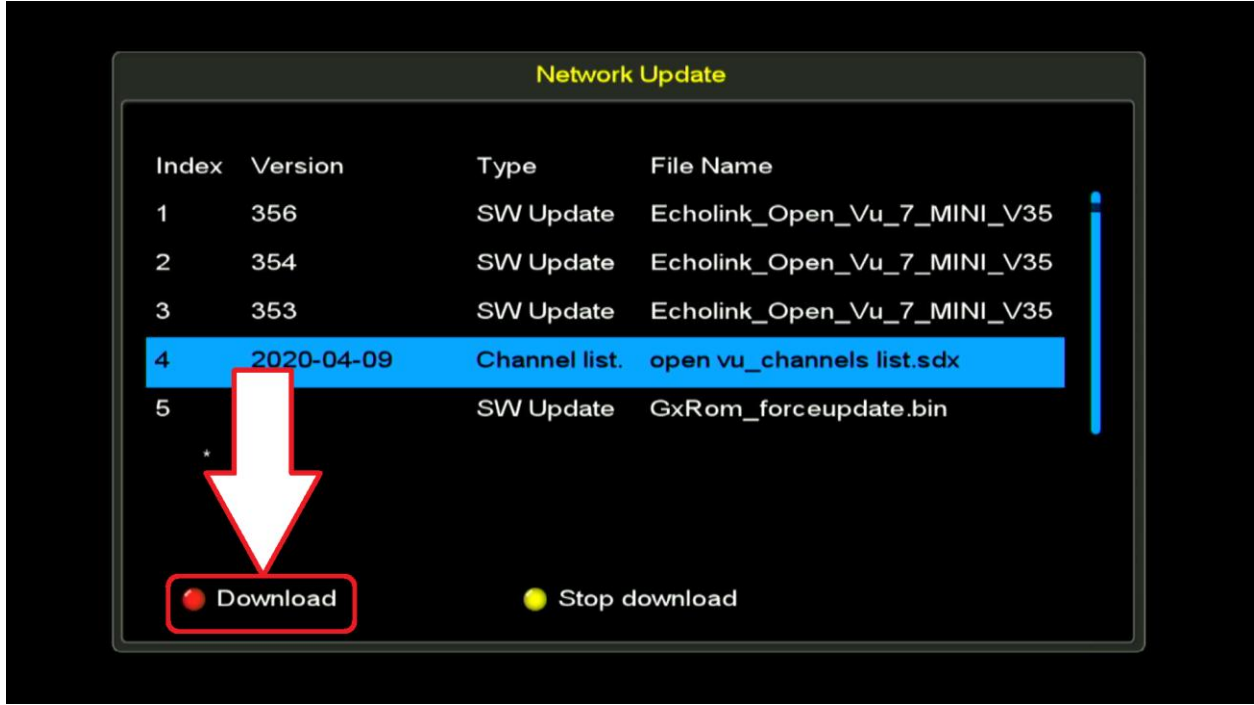 Network Update
Index Version Type File Name
1 356 SW Update Echolink_Open_Vu_7_MINI_V35
2 354 SW Update Echolink_Open_Vu_7_MINI_V35
3 353 SW Update Echolink_Open_Vu_7_MINI_V35
4 2020-04-09 Channel list. open vu_channels list.sdx
5 SW Update GxRom_forceupdate.bin
*
Download Stop download